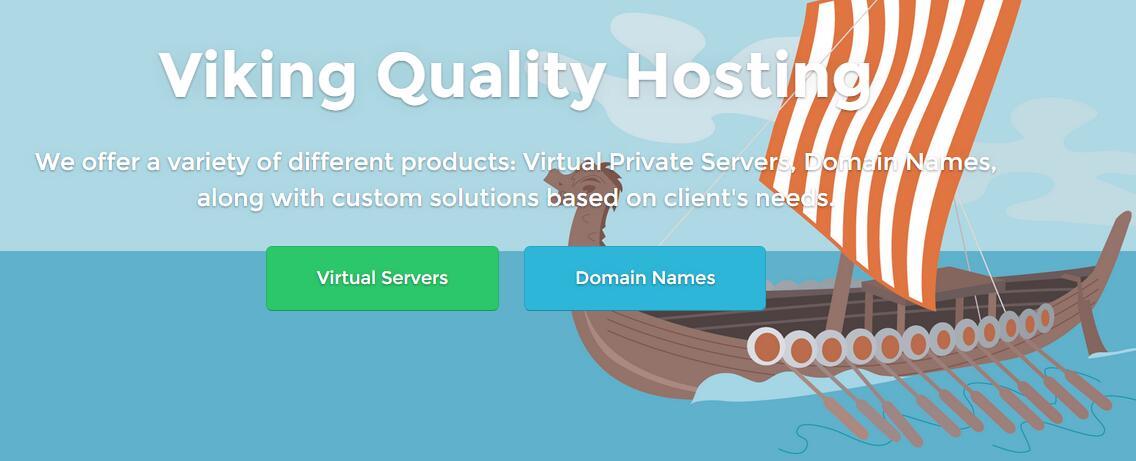 Viking Quality Hosting
We offer a variety of different products: Virtual Private Servers, Domain Names,
along with custom solutions based on client's needs.
Virtual Servers
Domain Names